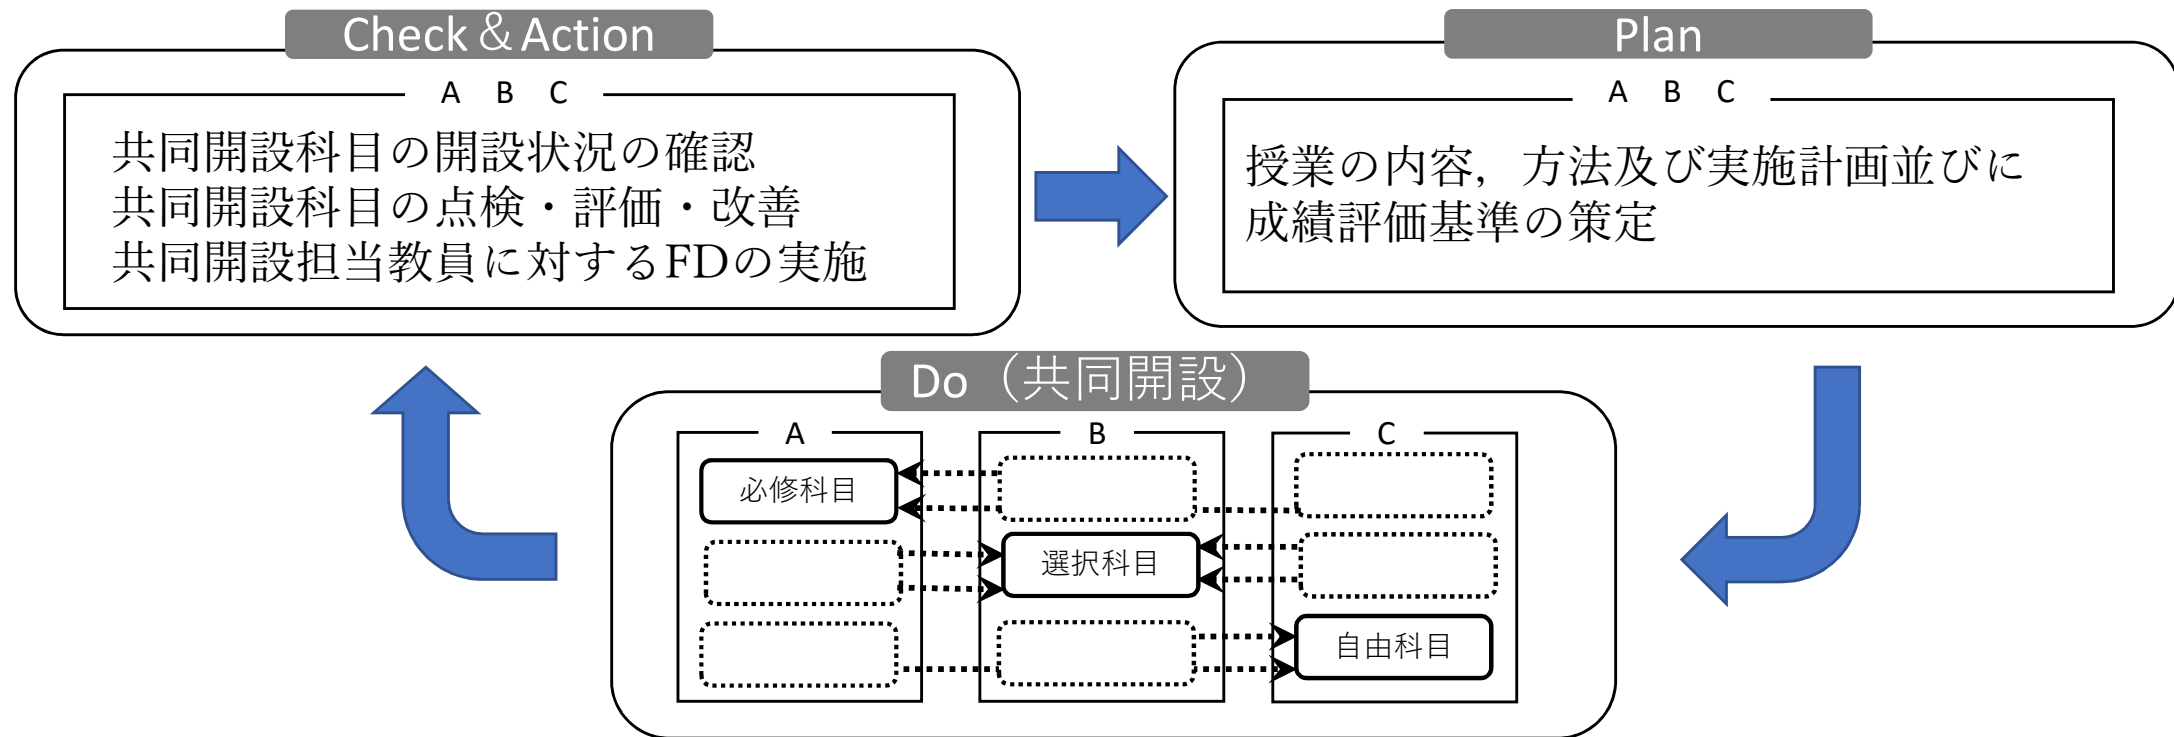 Check＆Action
A B C
共同開設科目の開設状況の確認
共同開設科目の点検・評価・改善
共同開設担当教員に対するFDの実施
Plan
A B C
授業の内容，方法及び実施計画並びに
成績評価基準の策定
Do（共同開設）
A
必修科目
B
選択科目
C
自由科目